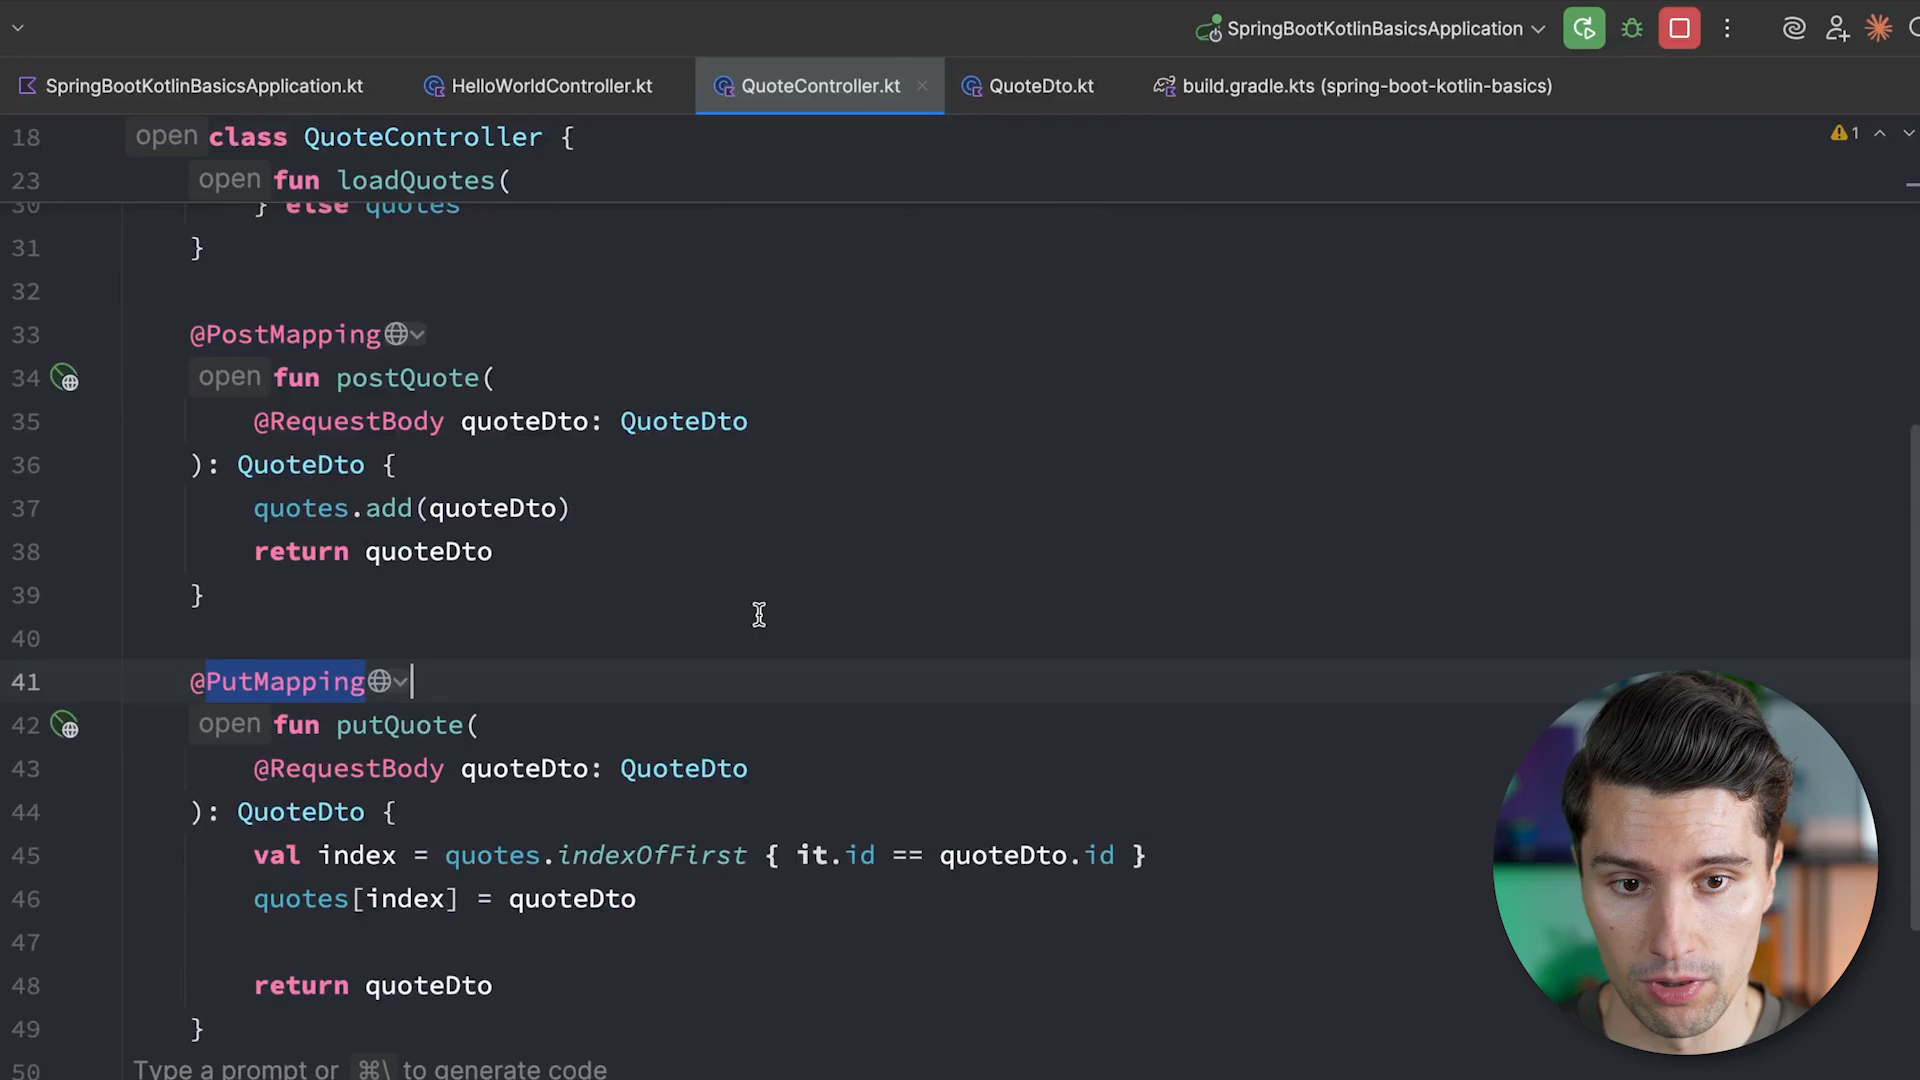 SpringBootKotlinBasicsApplication
SpringBootKotlinBasicsApplication.kt
HelloWorldController.kt
QuoteController.kt
QuoteDto.kt
build.gradle.kts (spring-boot-kotlin-basics)
18 open class QuoteController {
1
23 open fun loadQuotes(
30 } else quotes
31 }
32
33 @PostMapping
34 open fun postQuote(
35 @RequestBody quoteDto: QuoteDto
36 ): QuoteDto {
37 quotes.add(quoteDto)
38 return quoteDto
39 }
40
41 @PutMapping
42 open fun putQuote(
43 @RequestBody quoteDto: QuoteDto
44 ): QuoteDto {
45 val index = quotes.indexOfFirst { it.id == quoteDto.id }
46 quotes[index] = quoteDto
47
48 return quoteDto
49 }
50 Type a prompt or ⌘\ to generate code